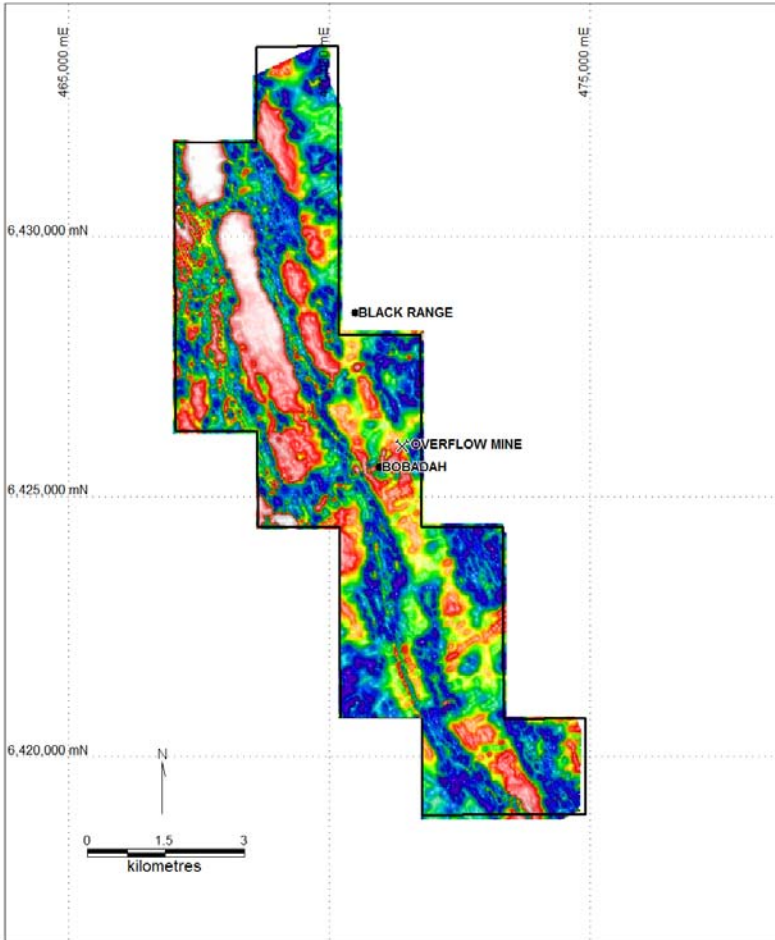 465,000 mE
mE
475,000 mE
6,430,000 mN
BLACK RANGE
OVERFLOW MINE
BOBADAH
6,425,000 mN
6,420,000 mN
N
0 1.5 3
kilometres